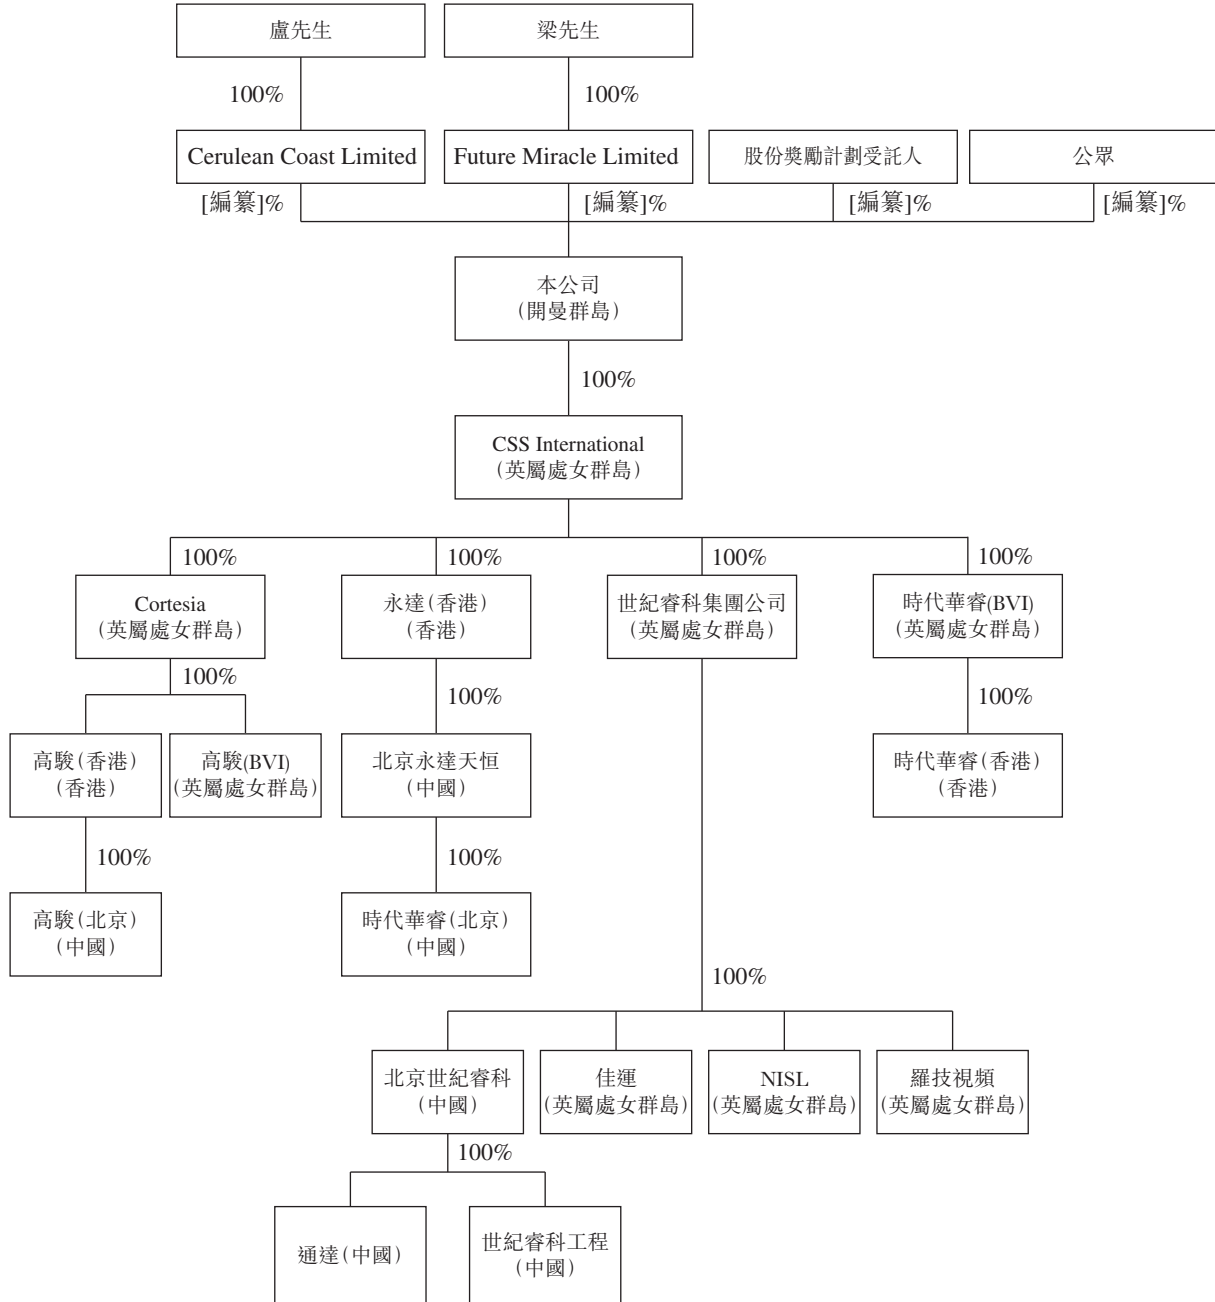 盧先生
梁先生
100%
100%
Cerulean Coast Limited
Future Miracle Limited
股份獎勵計劃受託人
公眾
[編纂]%
[編纂]%
[編纂]%
[編纂]%
本公司
(開曼群島)
100%
CSS International
(英屬處女群島)
100%
100%
100%
100%
Cortesia
(英屬處女群島)
永達(香港)
(香港)
世紀睿科集團公司
(英屬處女群島)
時代華睿(BVI)
(英屬處女群島)
100%
100%
100%
高駿(香港)
(香港)
高駿(BVI)
(英屬處女群島)
北京永達天恒
(中國)
時代華睿(香港)
(香港)
100%
100%
高駿(北京)
(中國)
時代華睿(北京)
(中國)
100%
北京世紀睿科
(中國)
佳運
(英屬處女群島)
NISL
(英屬處女群島)
羅技視頻
(英屬處女群島)
100%
通達(中國)
世紀睿科工程
(中國)